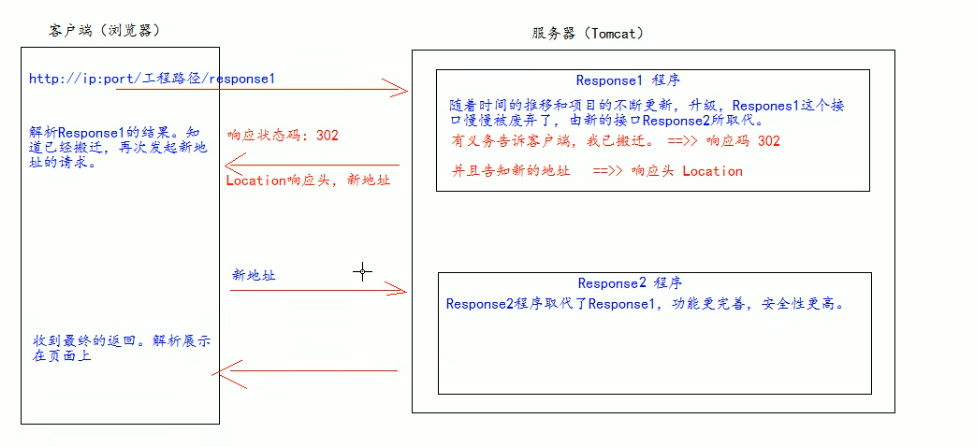 客户端（浏览器）
服务器（Tomcat）
http://ip:port/工程路径/response1
Response1 程序
随着时间的推移和项目的不断更新，升级，Respones1这个接
口慢慢被废弃了，由新的接口Response2所取代。
有义务告诉客户端，我已搬迁。 ==>> 响应码 302
并且告知新的地址 ==>> 响应头 Location
解析Response1的结果。知
道已经搬迁，再次发起新地
址的请求。
响应状态码：302
Location响应头，新地址
新地址
Response2 程序
Response2程序取代了Response1，功能更完善，安全性更高。
收到最终的返回。解析展示
在页面上